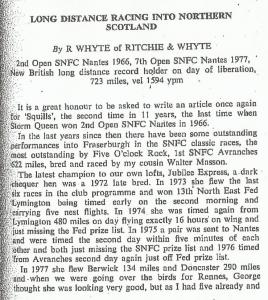 LONG DISTANCE RACING INTO NORTHERN
SCOTLAND
By R WHYTE of RITCHIE & WHYTE
2nd Open SNFC Nantes 1966, 7th Open SNFC Nantes 1977,
New British long distance record holder on day of liberation,
723 miles, vel 1594 ypm
It is a great honour to be asked to write an article once again
for 'Squills', the second time in 11 years, the last time when
Storm Queen won 2nd Open SNFC Nantes in 1966.
In the last years since then there have been some outstanding
performances into Fraserburgh in the SNFC classic races, the
most outstanding by Five O'clock Rock, 1st SNFC Avranches
622 miles, bred and raced by my cousin Walter Masson.
The latest champion to our own lofts, Jubilee Express, a dark
chequer hen was a 1972 late bred. In 1973 she flew the last
six races in the club programme and won 13th North East Fed
Lymington being timed early on the second morning and
carrying five nest flights. In 1974 she was timed again from
Lymington 480 miles on day flying exactly 16 hours on wing and
just missing the Fed prize list. In 1975 a pair was sent to Nantes
and were timed the second day within five minutes of each
other and both just missing the SNFC prize list and 1976 timed
from Avranches second day again just off Fed prize list.
In 1977 she flew Berwick 134 miles and Doncaster 290 miles
and when we were going over the birds for Rennes, George
thought she was looking very good, but as I had five already and